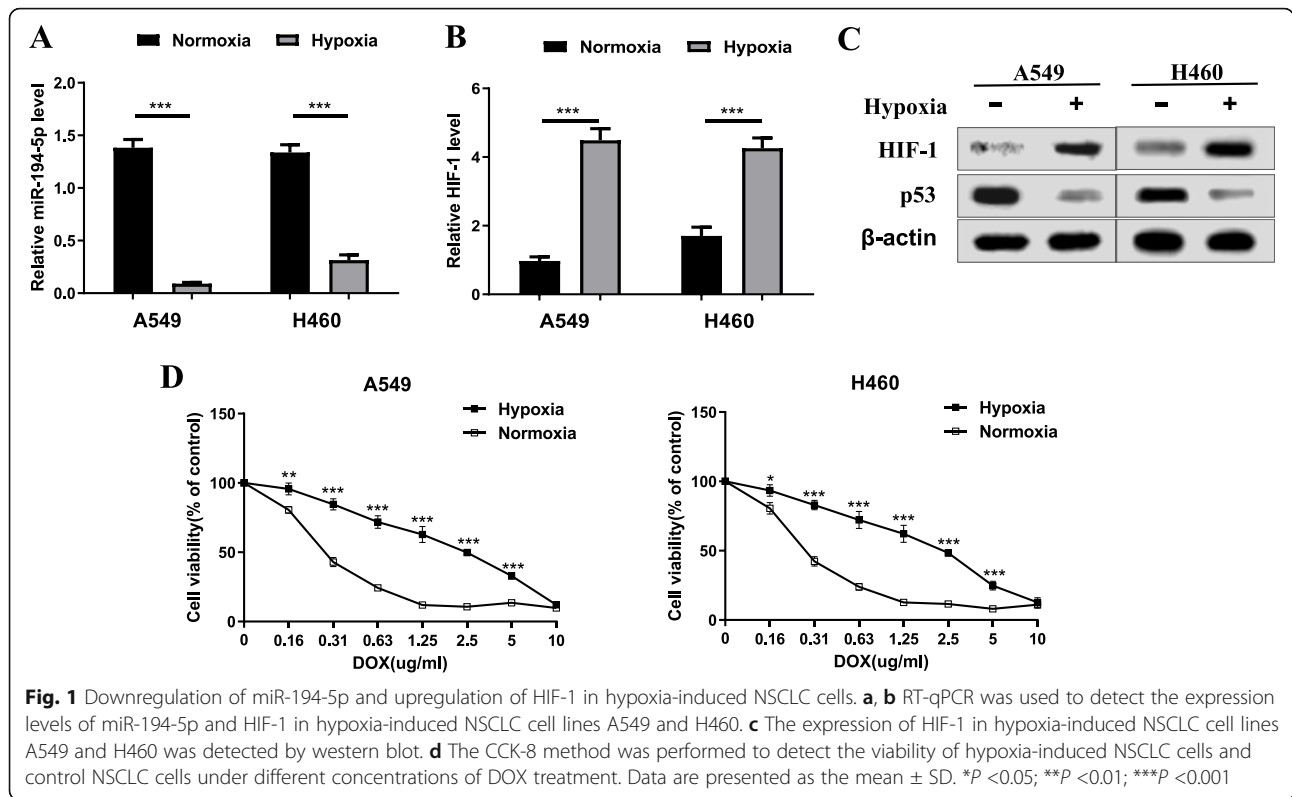 A
Normoxia Hypoxia
Relative miR-194-5p level
2.0
1.5
1.0
0.5
0.0
*** ***
A549 H460
B
Normoxia Hypoxia
Relative HIF-1 level
6
4
2
0
*** ***
A549 H460
C
A549 H460
Hypoxia - + - +
HIF-1
p53
β-actin
D
A549
Hypoxia
Normoxia
Cell viability(% of control)
150
100
50
0
** *** *** *** *** ***
0 0.16 0.31 0.63 1.25 2.5 5 10
DOX(ug/ml)
H460
Hypoxia
Normoxia
Cell viability(% of control)
150
100
50
0
* *** *** *** *** ***
0 0.16 0.31 0.63 1.25 2.5 5 10
DOX(ug/ml)
Fig. 1 Downregulation of miR-194-5p and upregulation of HIF-1 in hypoxia-induced NSCLC cells. a, b RT-qPCR was used to detect the expression
levels of miR-194-5p and HIF-1 in hypoxia-induced NSCLC cell lines A549 and H460. c The expression of HIF-1 in hypoxia-induced NSCLC cell lines
A549 and H460 was detected by western blot. d The CCK-8 method was performed to detect the viability of hypoxia-induced NSCLC cells and
control NSCLC cells under different concentrations of DOX treatment. Data are presented as the mean ± SD. *P <0.05; **P <0.01; ***P <0.001